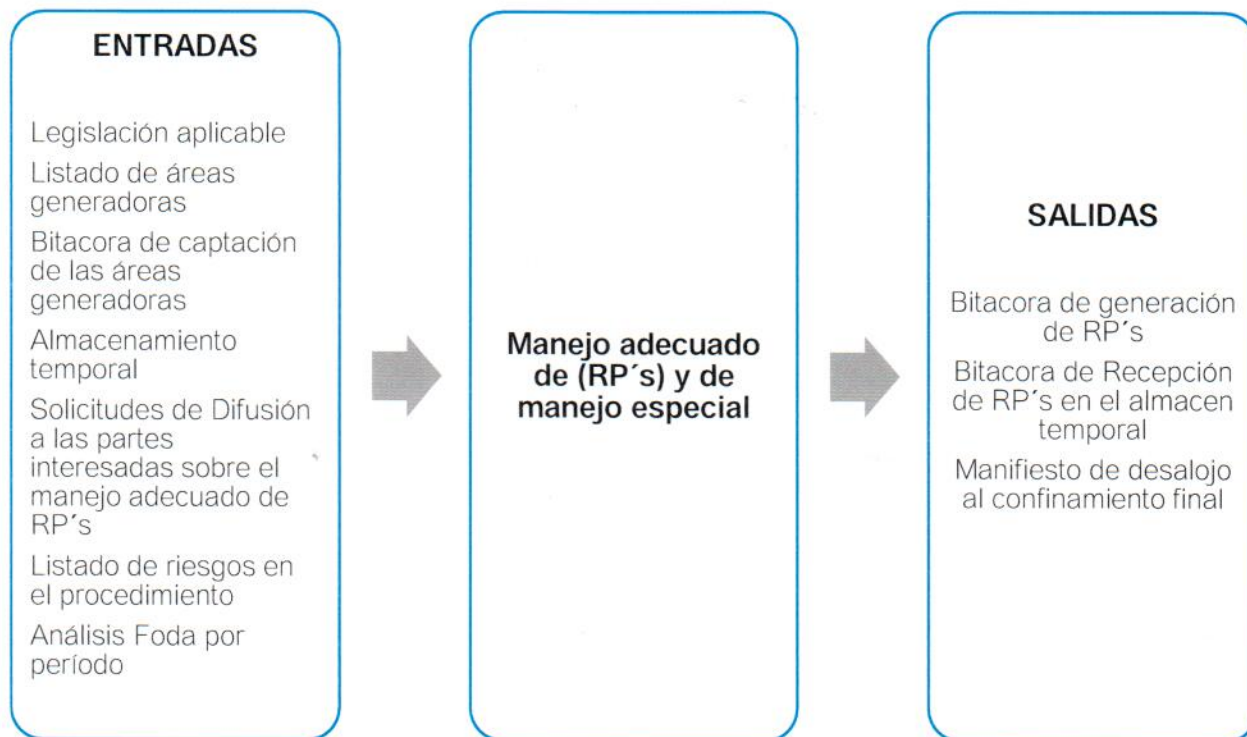 ENTRADAS
Legislación aplicable
Listado de áreas
generadoras
Bitacora de captación
de las áreas
generadoras
Almacenamiento
temporal
Solicitudes de Difusión
a las partes
interesadas sobre el
manejo adecuado de
RP´s
Listado de riesgos en
el procedimiento
Análisis Foda por
período
Manejo adecuado
de (RP´s) y de
manejo especial
SALIDAS
Bitacora de generación
de RP´s
Bitacora de Recepción
de RP´s en el almacen
temporal
Manifiesto de desalojo
al confinamiento final